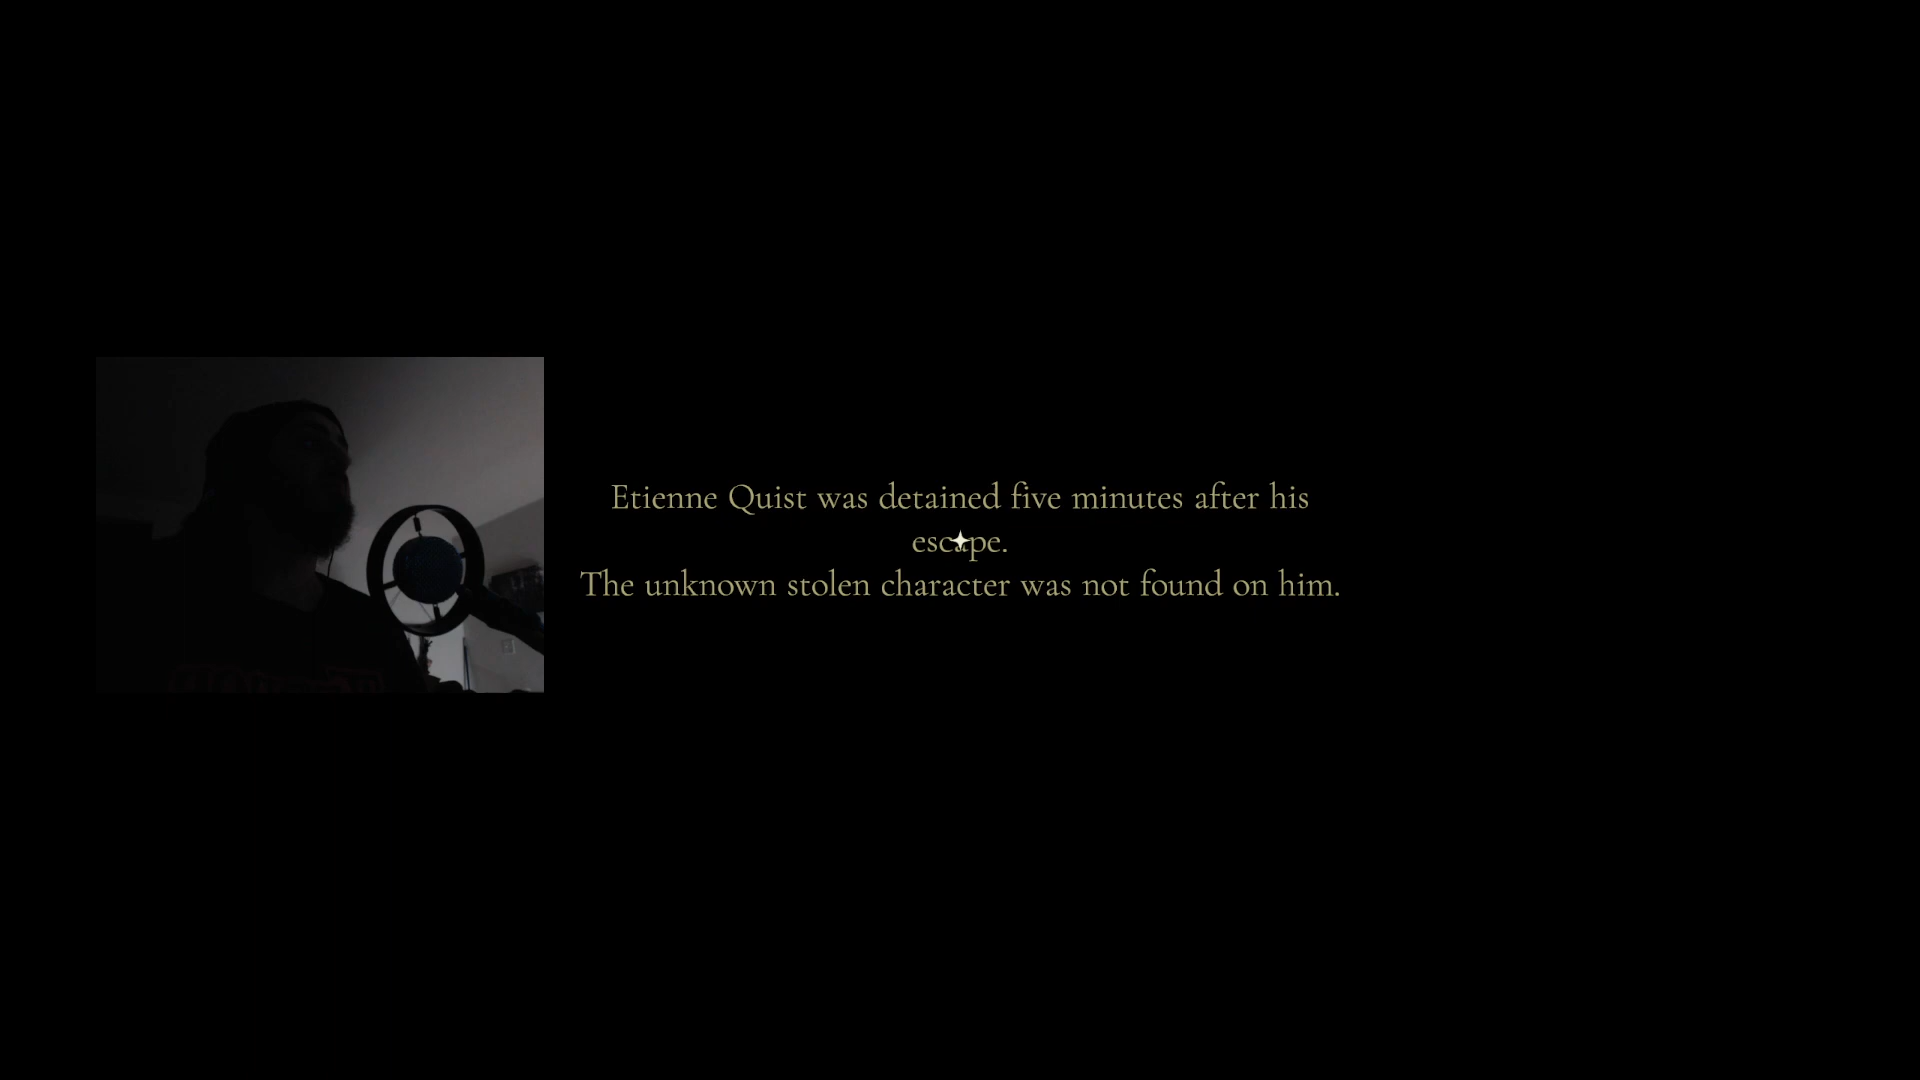 Etienne Quist was detained five minutes after his
escape.
The unknown stolen character was not found on him.